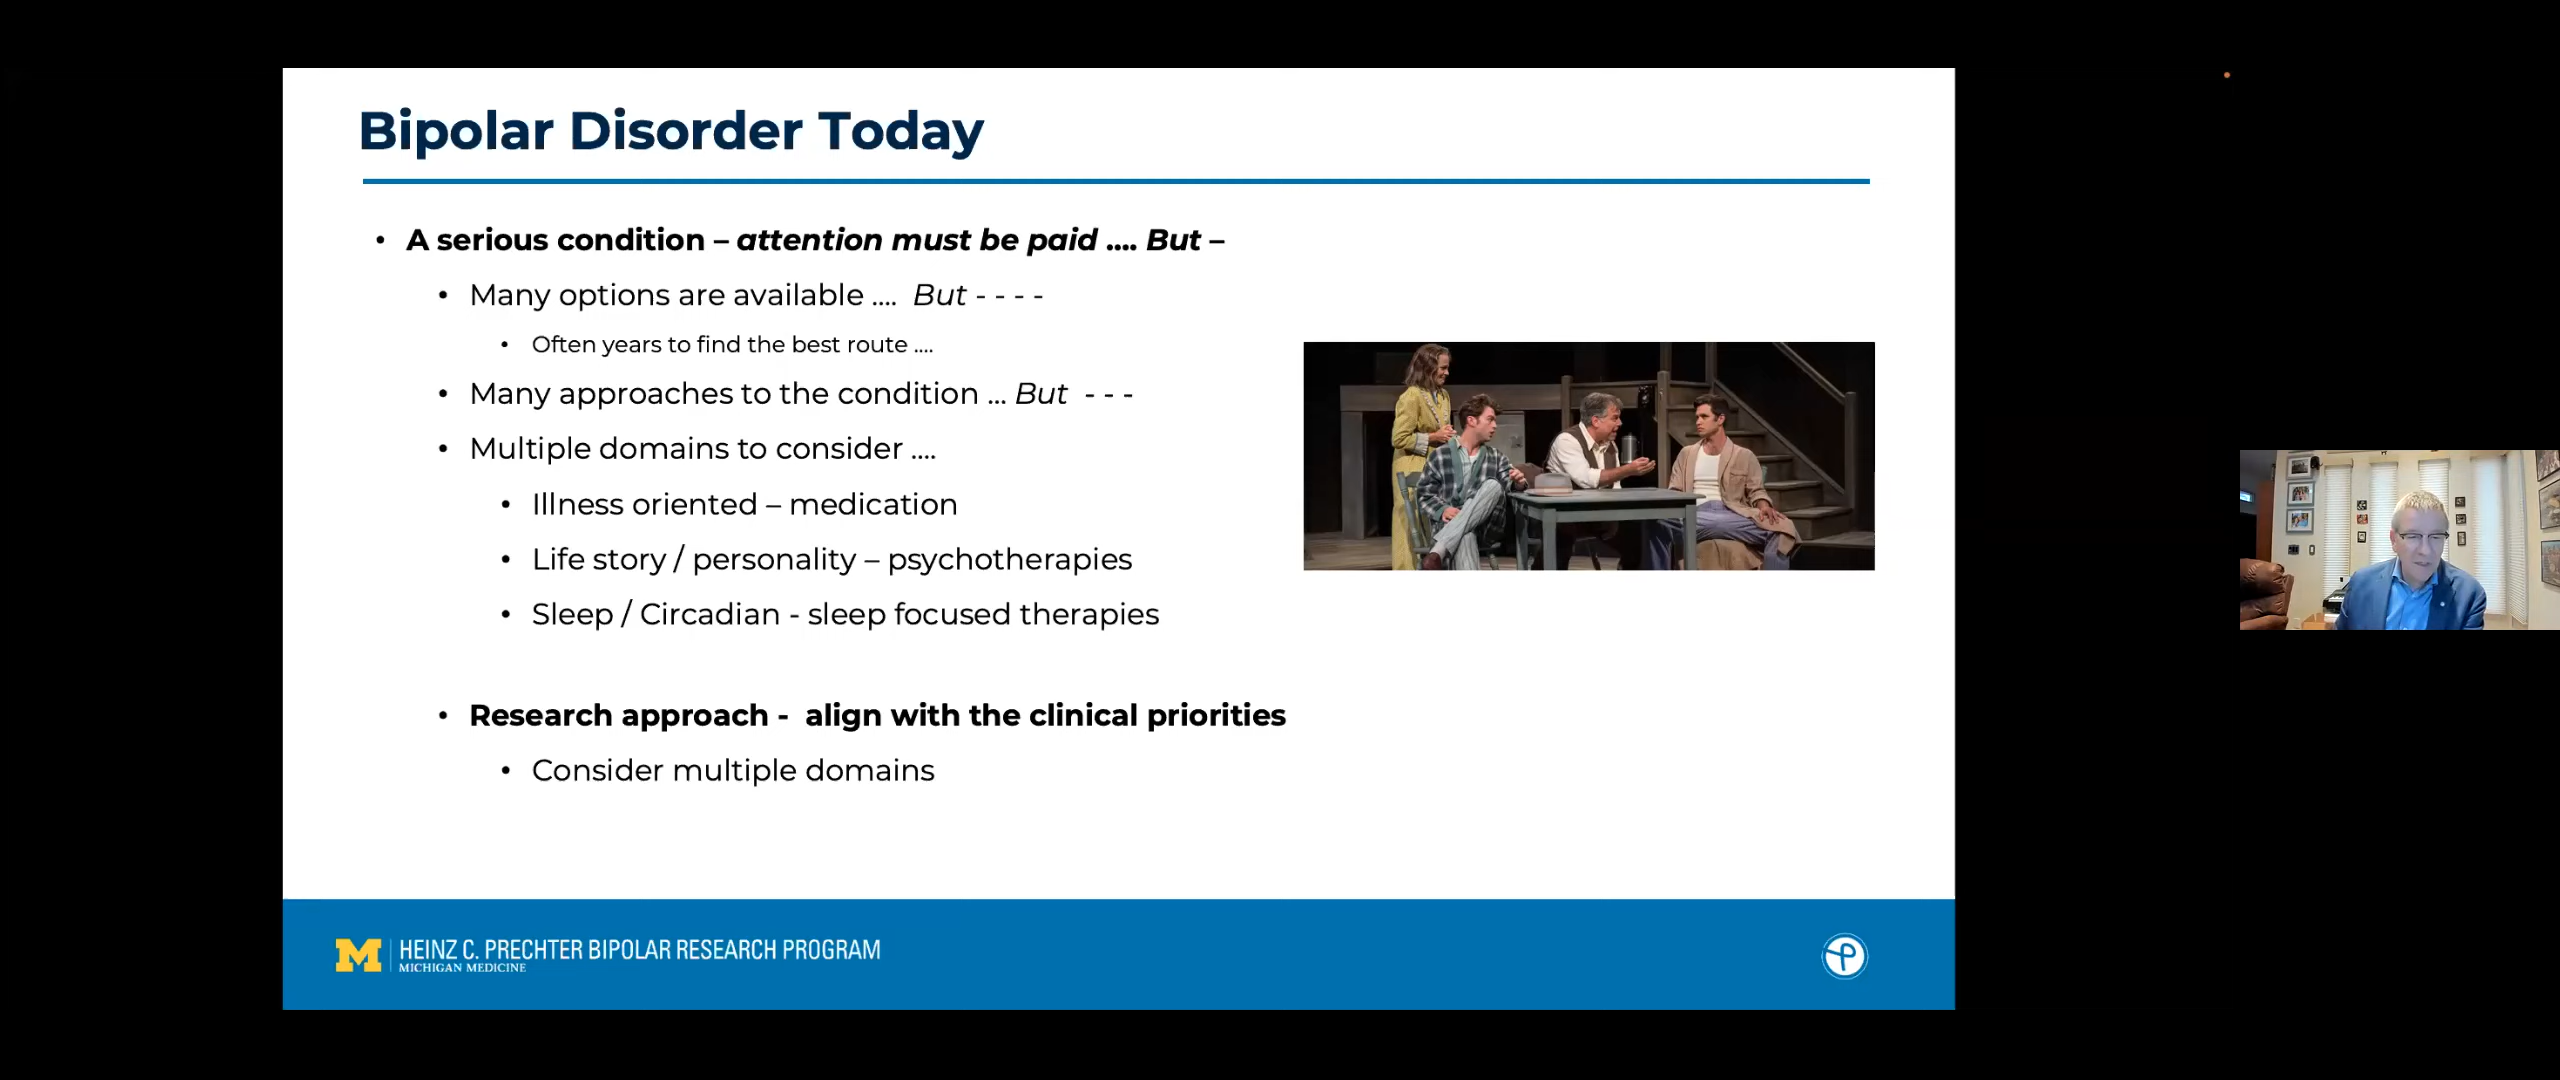 Bipolar Disorder Today
• A serious condition – attention must be paid .... But –
• Many options are available .... But - - - -
• Often years to find the best route ....
• Many approaches to the condition ... But - - -
• Multiple domains to consider ....
• Illness oriented – medication
• Life story / personality – psychotherapies
• Sleep / Circadian - sleep focused therapies
• Research approach - align with the clinical priorities
• Consider multiple domains
M HEINZ C. PRECHTER BIPOLAR RESEARCH PROGRAM
MICHIGAN MEDICINE